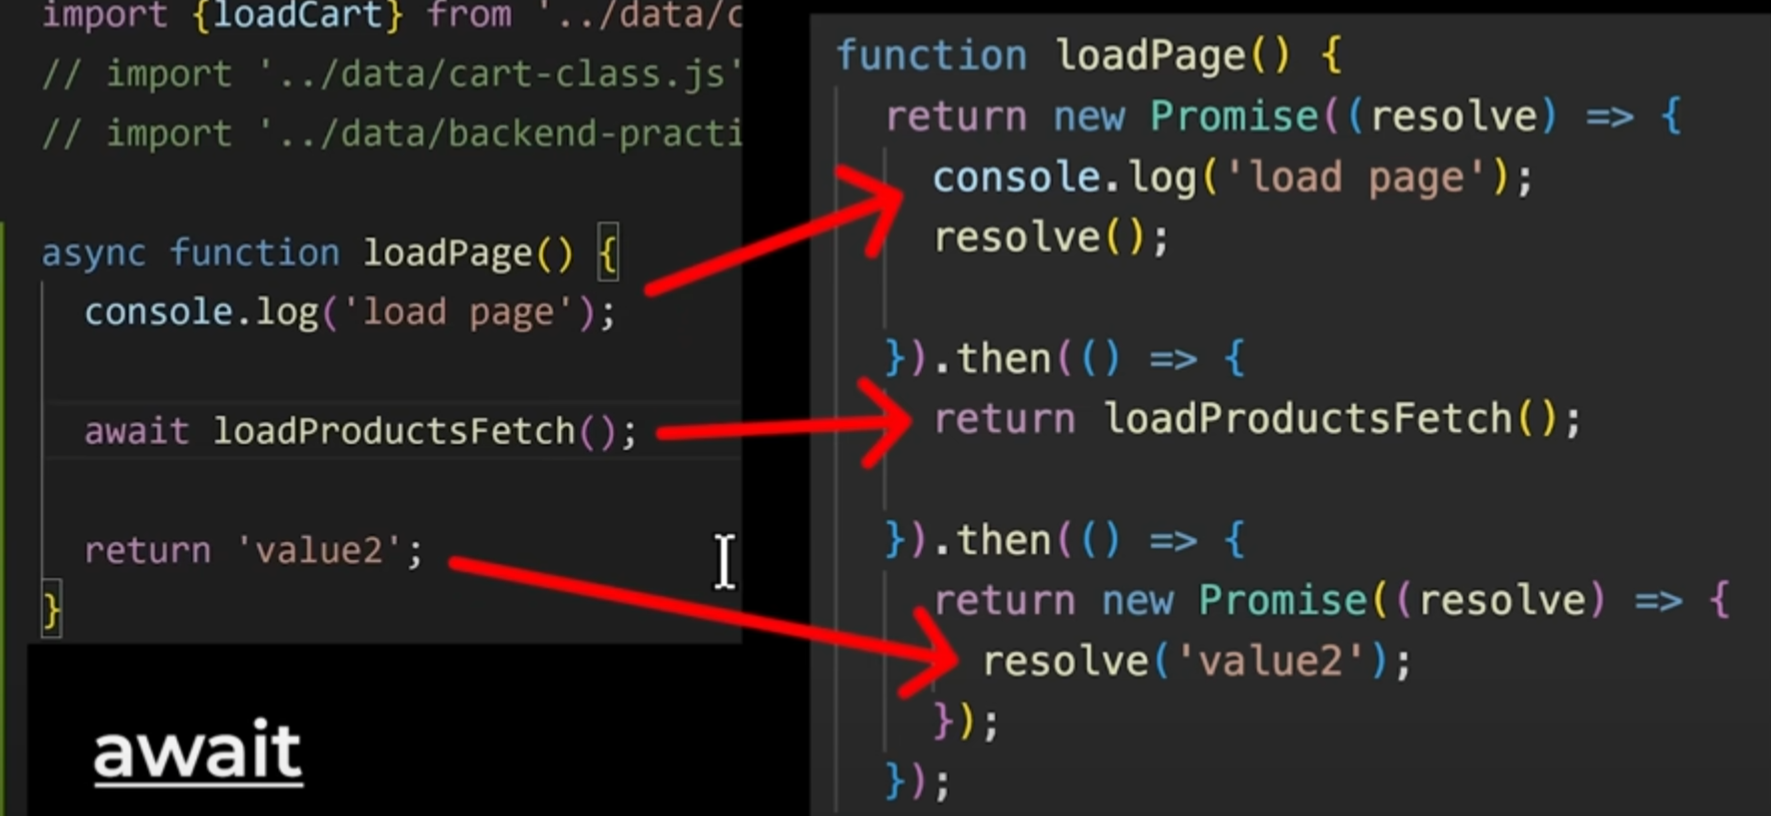 import {loadCart} from '../data/c
// import '../data/cart-class.js'
// import '../data/backend-practi
async function loadPage() {
console.log('load page');
await loadProductsFetch();
return 'value2';
}
await
function loadPage() {
return new Promise((resolve) => {
console.log('load page');
resolve();
}).then(() => {
return loadProductsFetch();
}).then(() => {
return new Promise((resolve) => {
resolve('value2');
});
});